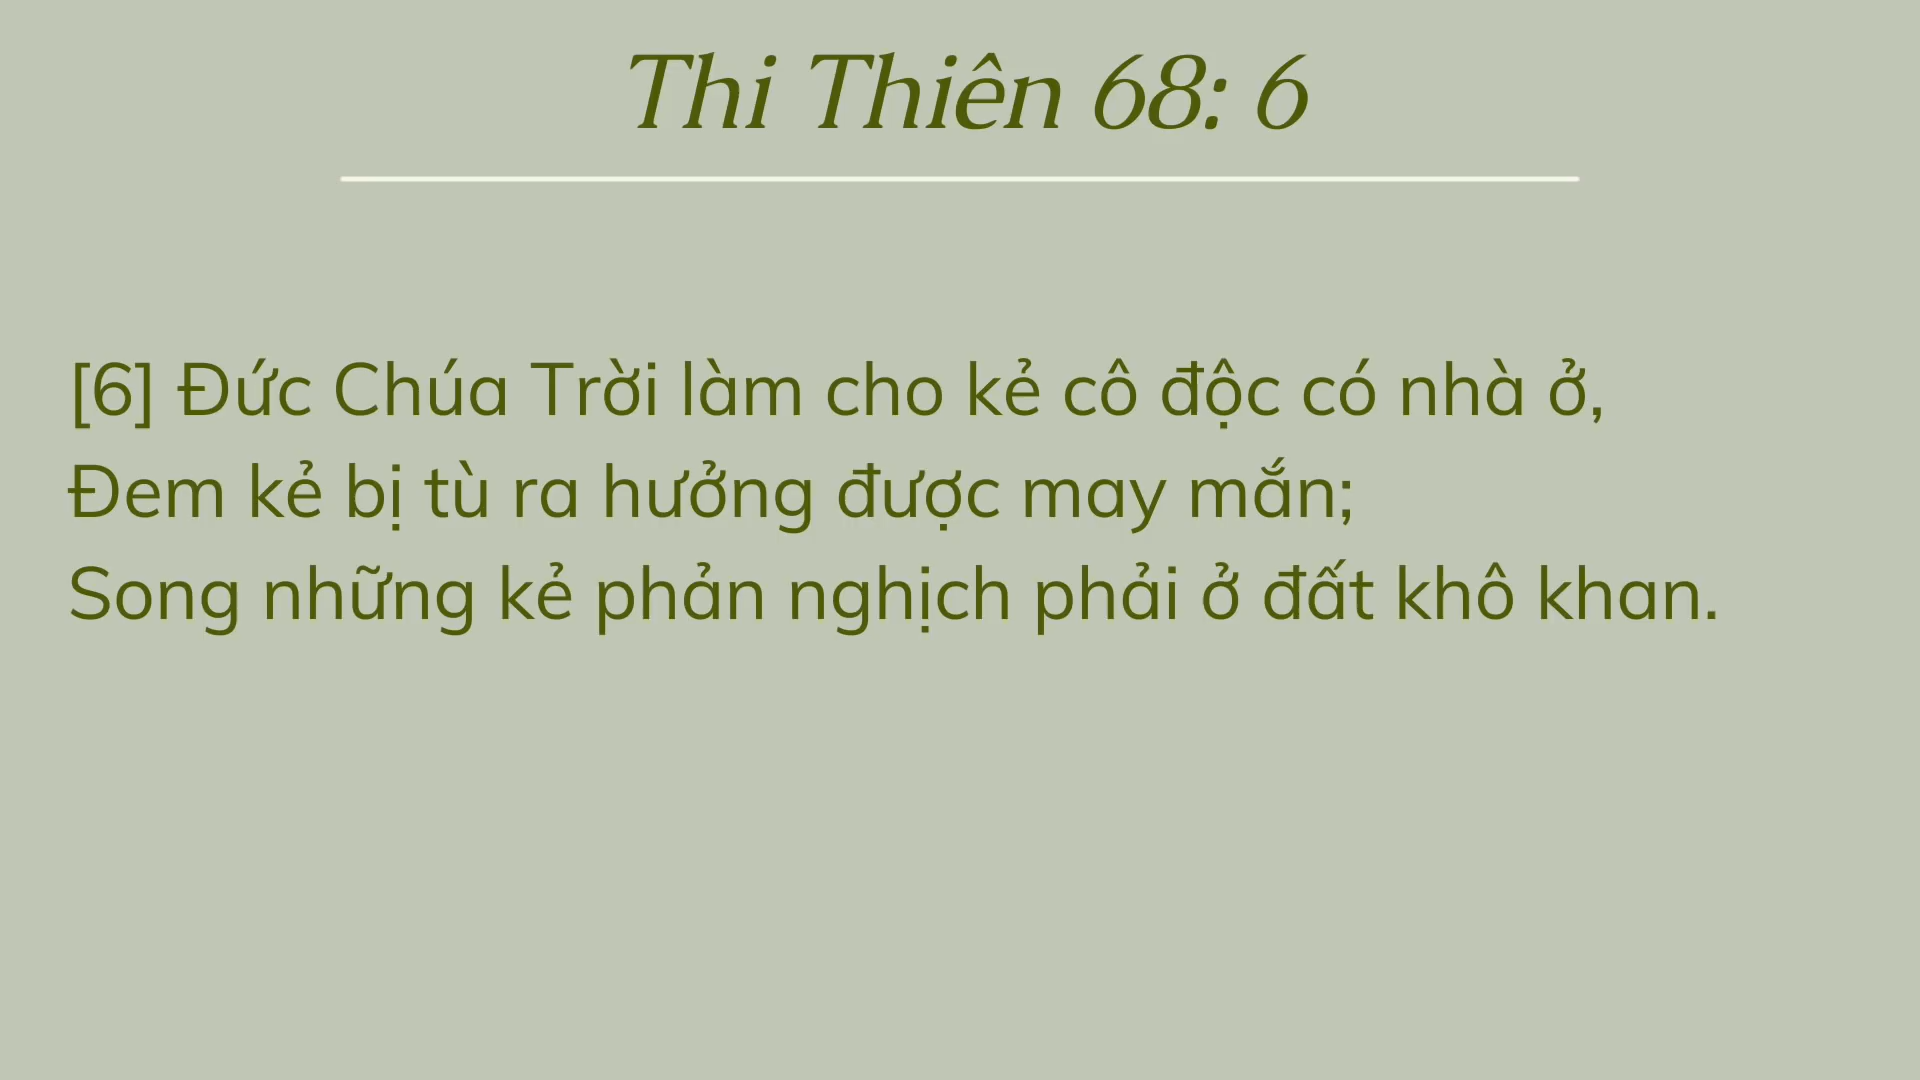 Thi Thiên 68: 6
[6] Đức Chúa Trời làm cho kẻ cô độc có nhà ở,
Đem kẻ bị tù ra hưởng được may mắn;
Song những kẻ phản nghịch phải ở đất khô khan.